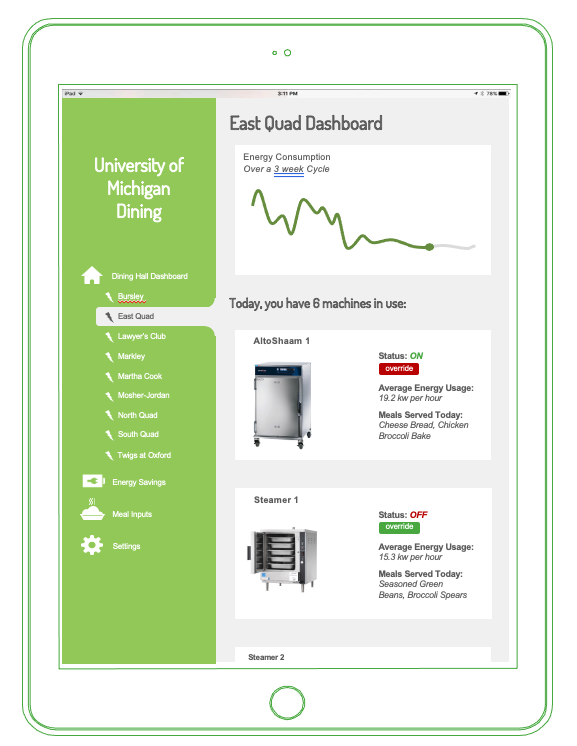 iPad
3:11 PM
78%
University of
Michigan
Dining
Dining Hall Dashboard
Bursley
East Quad
Lawyer's Club
Markley
Martha Cook
Mosher-Jordan
North Quad
South Quad
Twigs at Oxford
Energy Savings
Meal Inputs
Settings
East Quad Dashboard
Energy Consumption
Over a 3 week Cycle
Today, you have 6 machines in use:
AltoShaam 1
Status: ON
override
Average Energy Usage:
19.2 kw per hour
Meals Served Today:
Cheese Bread, Chicken
Broccoli Bake
Steamer 1
Status: OFF
override
Average Energy Usage:
15.3 kw per hour
Meals Served Today:
Seasoned Green
Beans, Broccoli Spears
Steamer 2